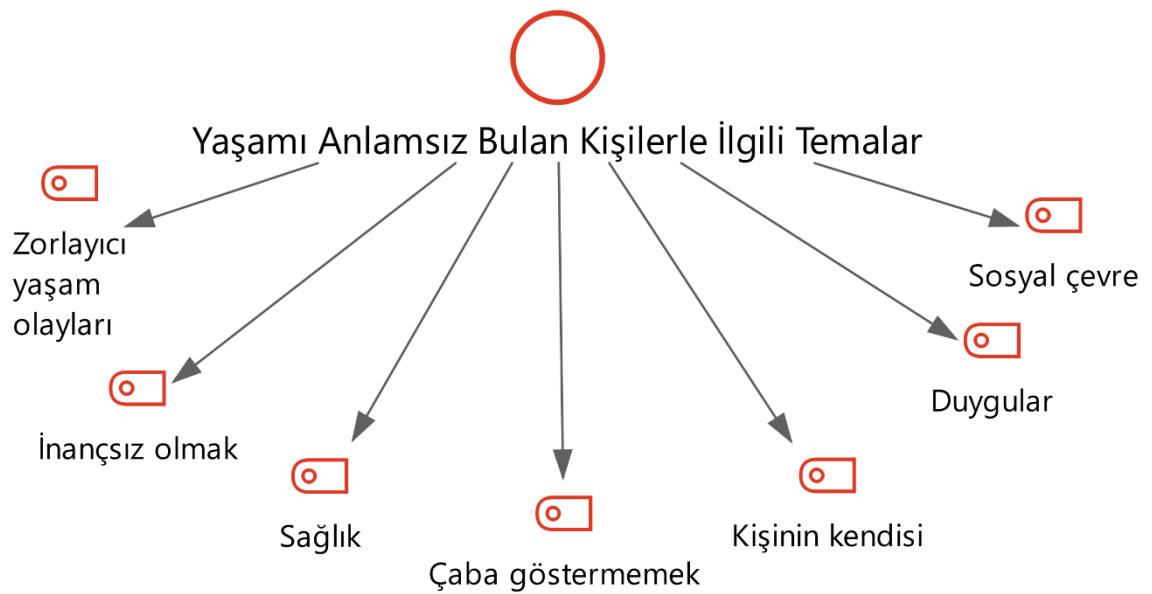 Yaşamı Anlamsız Bulan Kişilerle İlgili Temalar
Zorlayıcı
yaşam
olayları
İnançsız olmak
Sağlık
Çaba göstermemek
Kişinin kendisi
Duygular
Sosyal çevre